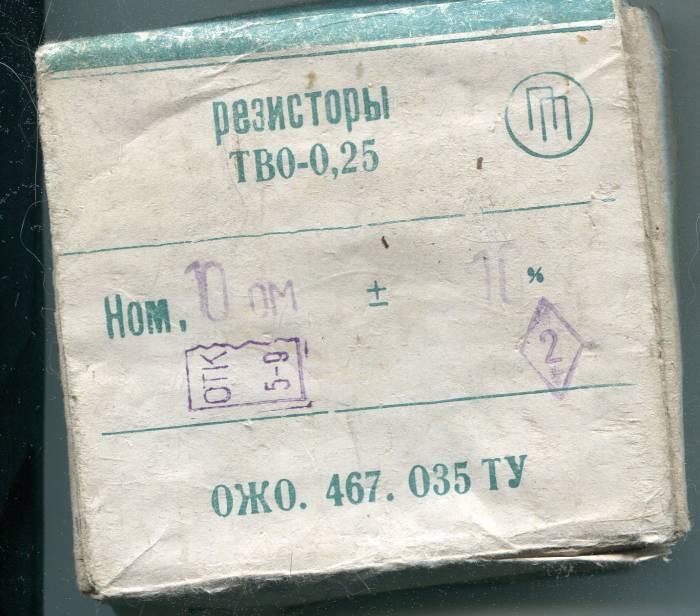 резисторы
ТВО-0,25
Ном. 10 ом ± 10 %
ОТК
5-9
2
ОЖО. 467. 035 ТУ